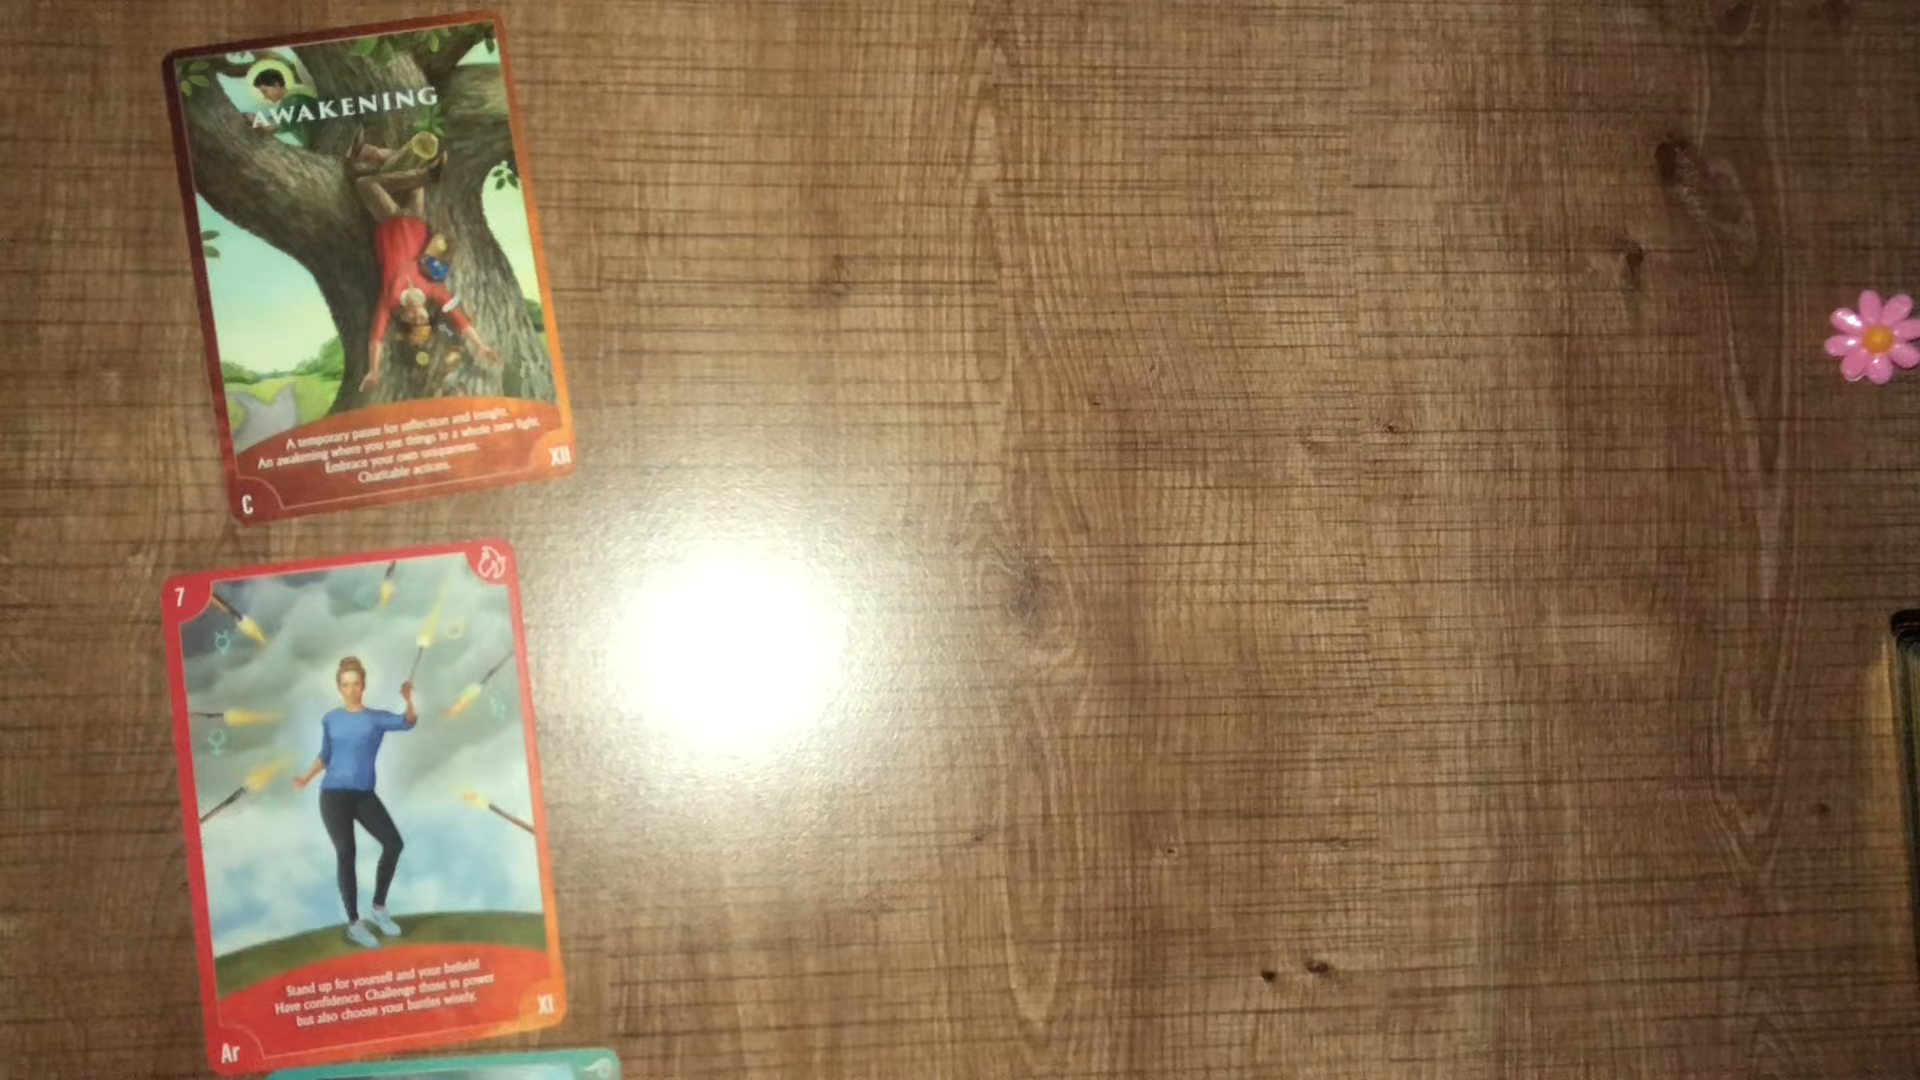 AWAKENING
A temporary pause for reflection and insight.
An awakening where you see things in a whole new light.
Embrace your own uniqueness.
Charitable actions.
C
XII
7
Stand up for yourself and your beliefs!
Have confidence. Challenge those in power
but also choose your battles wisely.
Ar
XI